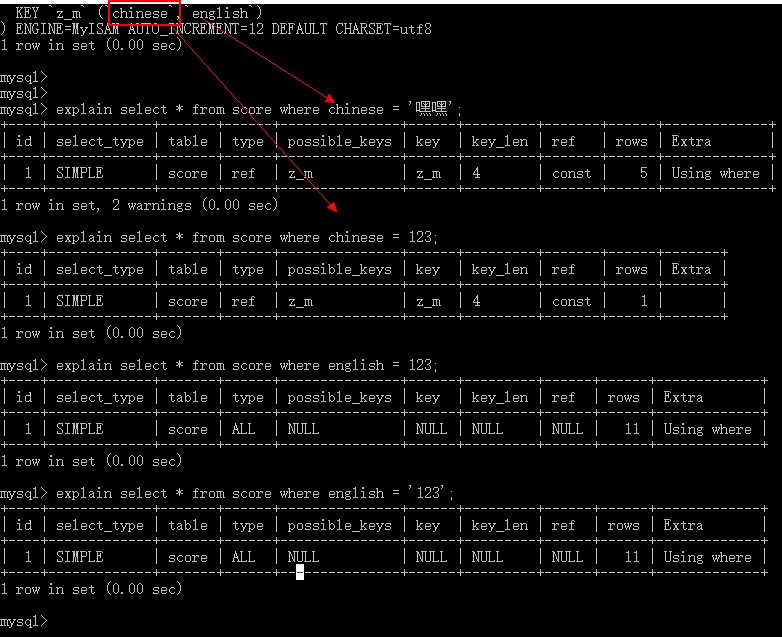 KEY `z_m` (`chinese`,`english`)
) ENGINE=MyISAM AUTO_INCREMENT=12 DEFAULT CHARSET=utf8
1 row in set (0.00 sec)
mysql>
mysql>
mysql> explain select * from score where chinese = '嘿嘿';
+----+-------------+-------+------+---------------+------+---------+-------+------+-------------+
| id | select_type | table | type | possible_keys | key | key_len | ref | rows | Extra |
+----+-------------+-------+------+---------------+------+---------+-------+------+-------------+
| 1 | SIMPLE | score | ref | z_m | z_m | 4 | const | 5 | Using where |
+----+-------------+-------+------+---------------+------+---------+-------+------+-------------+
1 row in set, 2 warnings (0.00 sec)
mysql> explain select * from score where chinese = 123;
+----+-------------+-------+------+---------------+------+---------+-------+------+-------+
| id | select_type | table | type | possible_keys | key | key_len | ref | rows | Extra |
+----+-------------+-------+------+---------------+------+---------+-------+------+-------+
| 1 | SIMPLE | score | ref | z_m | z_m | 4 | const | 1 | |
+----+-------------+-------+------+---------------+------+---------+-------+------+-------+
1 row in set (0.00 sec)
mysql> explain select * from score where english = 123;
+----+-------------+-------+------+---------------+------+---------+------+------+-------------+
| id | select_type | table | type | possible_keys | key | key_len | ref | rows | Extra |
+----+-------------+-------+------+---------------+------+---------+------+------+-------------+
| 1 | SIMPLE | score | ALL | NULL | NULL | NULL | NULL | 11 | Using where |
+----+-------------+-------+------+---------------+------+---------+------+------+-------------+
1 row in set (0.00 sec)
mysql> explain select * from score where english = '123';
+----+-------------+-------+------+---------------+------+---------+------+------+-------------+
| id | select_type | table | type | possible_keys | key | key_len | ref | rows | Extra |
+----+-------------+-------+------+---------------+------+---------+------+------+-------------+
| 1 | SIMPLE | score | ALL | NULL | NULL | NULL | NULL | 11 | Using where |
+----+-------------+-------+------+---------------+------+---------+------+------+-------------+
1 row in set (0.00 sec)
mysql>